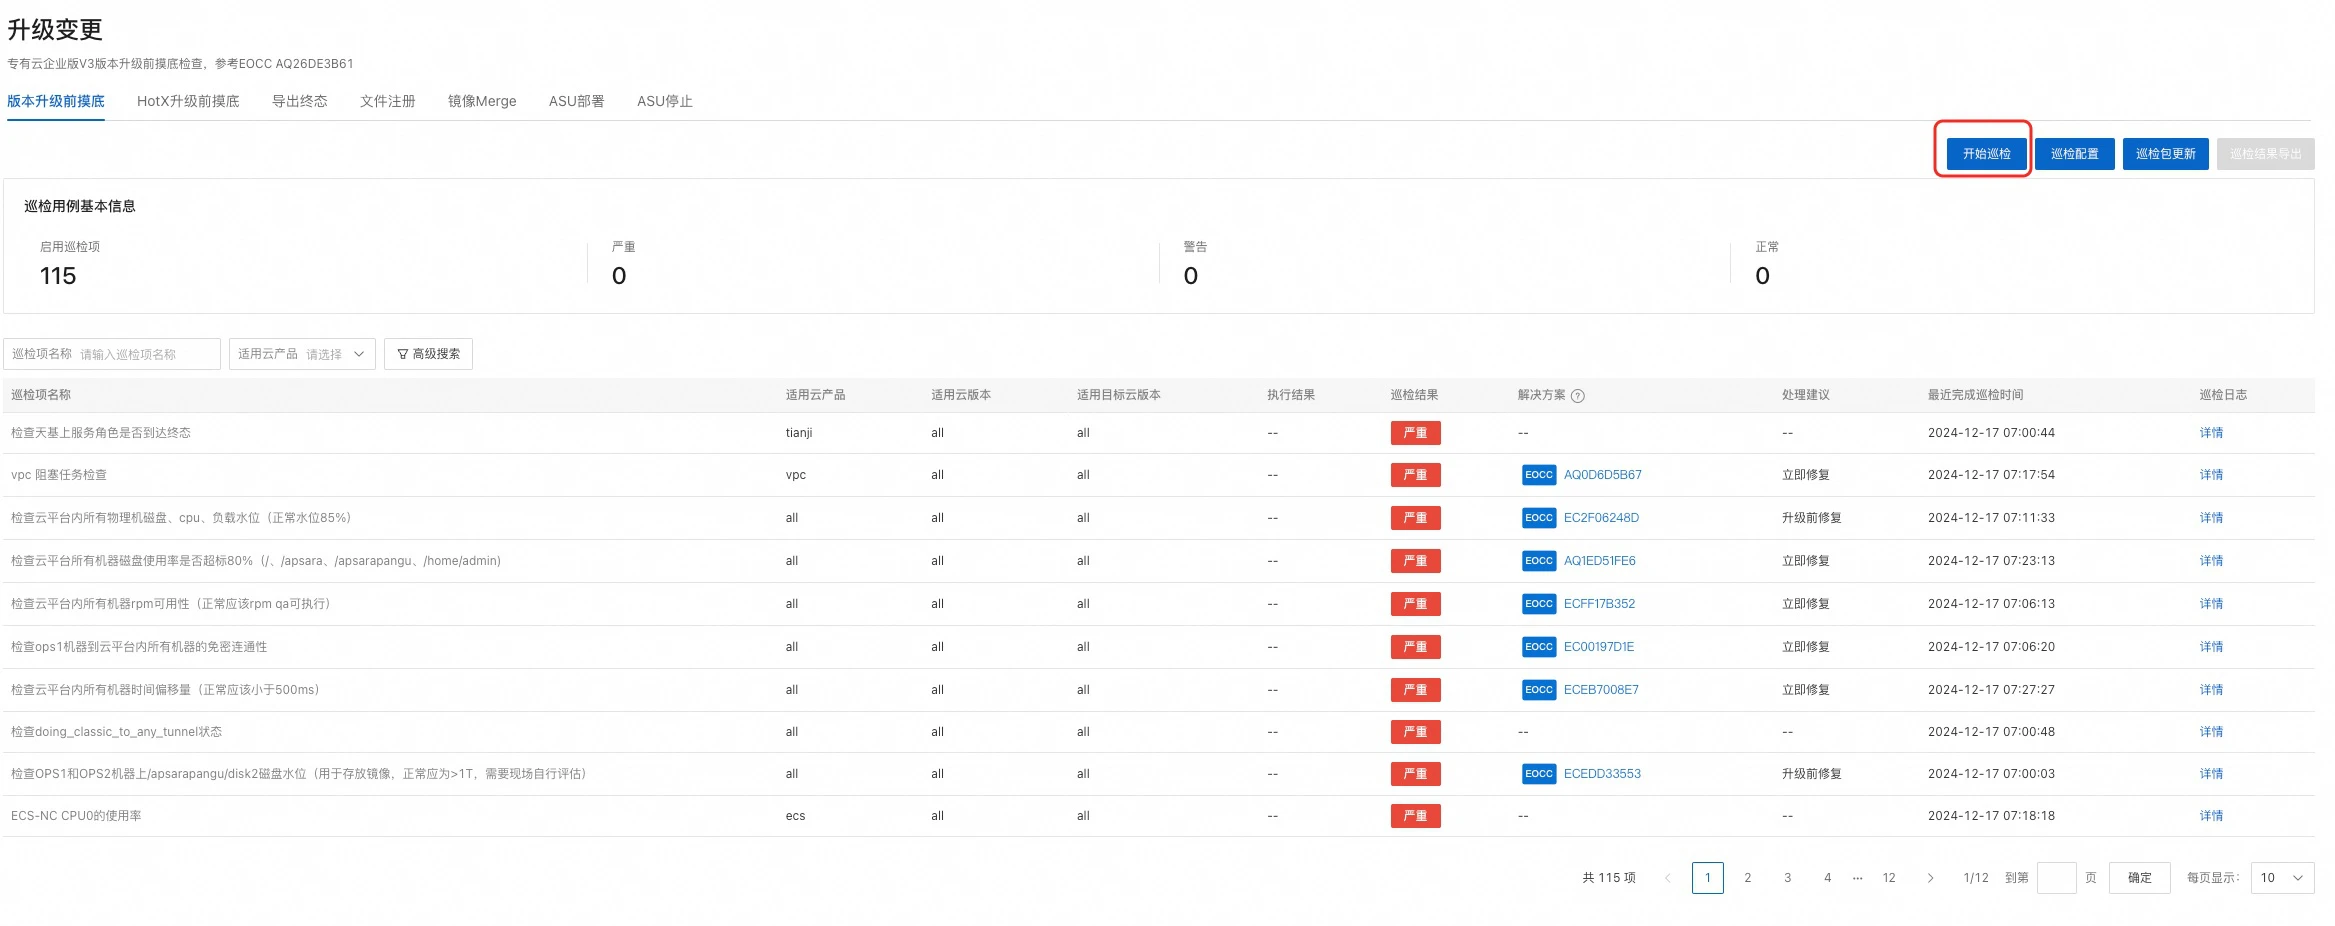 升级变更
专有云企业版V3版本升级前摸底检查，参考EOCC AQ26DE3B61
版本升级前摸底 HotX升级前摸底 导出终态 文件注册 镜像Merge ASU部署 ASU停止
开始巡检 巡检配置 巡检包更新 巡检结果导出
巡检用例基本信息
启用巡检项 严重 警告 正常
115 0 0 0
巡检项名称 请输入巡检项名称 适用云产品 请选择 高级搜索
巡检项名称 适用云产品 适用云版本 适用目标云版本 执行结果 巡检结果 解决方案 ? 处理建议 最近完成巡检时间 巡检日志
检查天基上服务角色是否到达终态 tianji all all -- 严重 -- -- 2024-12-17 07:00:44 详情
vpc 阻塞任务检查 vpc all all -- 严重 EOCC AQ0D6D5B67 立即修复 2024-12-17 07:17:54 详情
检查云平台内所有物理机磁盘、cpu、负载水位（正常水位85%） all all all -- 严重 EOCC EC2F06248D 升级前修复 2024-12-17 07:11:33 详情
检查云平台所有机器磁盘使用率是否超标80%（/、/apsara、/apsarapangu、/home/admin） all all all -- 严重 EOCC AQ1ED51FE6 立即修复 2024-12-17 07:23:13 详情
检查云平台内所有机器rpm可用性（正常应该rpm qa可执行） all all all -- 严重 EOCC ECFF17B352 立即修复 2024-12-17 07:06:13 详情
检查ops1机器到云平台内所有机器的免密连通性 all all all -- 严重 EOCC EC00197D1E 立即修复 2024-12-17 07:06:20 详情
检查云平台内所有机器时间偏移量（正常应该小于500ms） all all all -- 严重 EOCC ECEB7008E7 立即修复 2024-12-17 07:27:27 详情
检查doing_classic_to_any_tunnel状态 all all all -- 严重 -- -- 2024-12-17 07:00:48 详情
检查OPS1和OPS2机器上/apsarapangu/disk2磁盘水位（用于存放镜像，正常应为>1T，需要现场自行评估） all all all -- 严重 EOCC ECEDD33553 升级前修复 2024-12-17 07:00:03 详情
ECS-NC CPU0的使用率 ecs all all -- 严重 -- -- 2024-12-17 07:18:18 详情
共 115 项 1 2 3 4 ··· 12 1/12 到第 页 确定 每页显示： 10